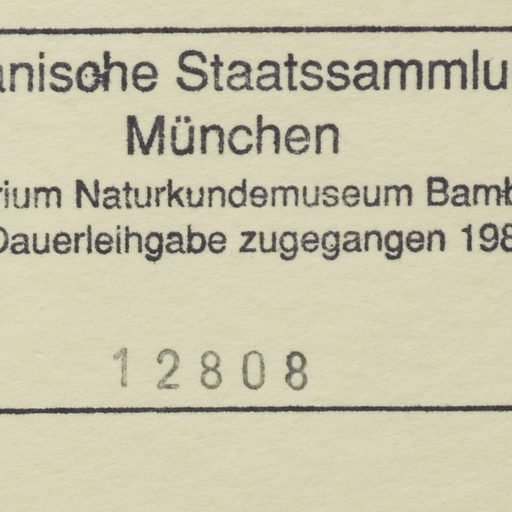 anische Staatssammlu
München
rium Naturkundemuseum Bamb
Dauerleihgabe zugegangen 198
12808